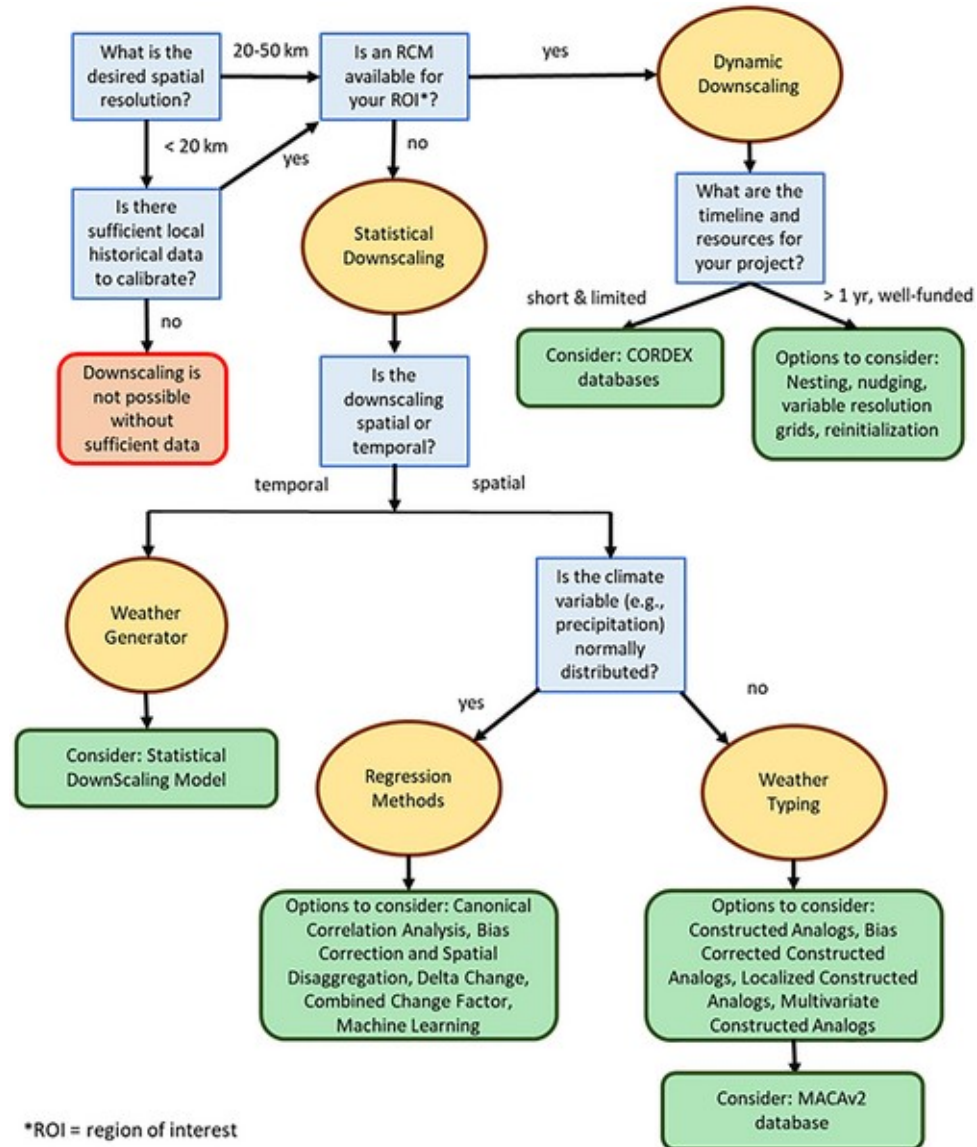 What is the
desired spatial
resolution?
20-50 km
Is an RCM
available for
your ROI*?
yes
Dynamic
Downscaling
< 20 km
yes
no
Is there
sufficient local
historical data
to calibrate?
Statistical
Downscaling
What are the
timeline and
resources for
your project?
no
short & limited
> 1 yr, well-funded
Downscaling is
not possible
without
sufficient data
Is the
downscaling
spatial or
temporal?
Consider: CORDEX
databases
Options to consider:
Nesting, nudging,
variable resolution
grids, reinitialization
temporal
spatial
Weather
Generator
Is the climate
variable (e.g.,
precipitation)
normally
distributed?
yes
no
Consider: Statistical
DownScaling Model
Regression
Methods
Weather
Typing
Options to consider: Canonical
Correlation Analysis, Bias
Correction and Spatial
Disaggregation, Delta Change,
Combined Change Factor,
Machine Learning
Options to consider:
Constructed Analogs, Bias
Corrected Constructed
Analogs, Localized Constructed
Analogs, Multivariate
Constructed Analogs
Consider: MACAv2
database
*ROI = region of interest